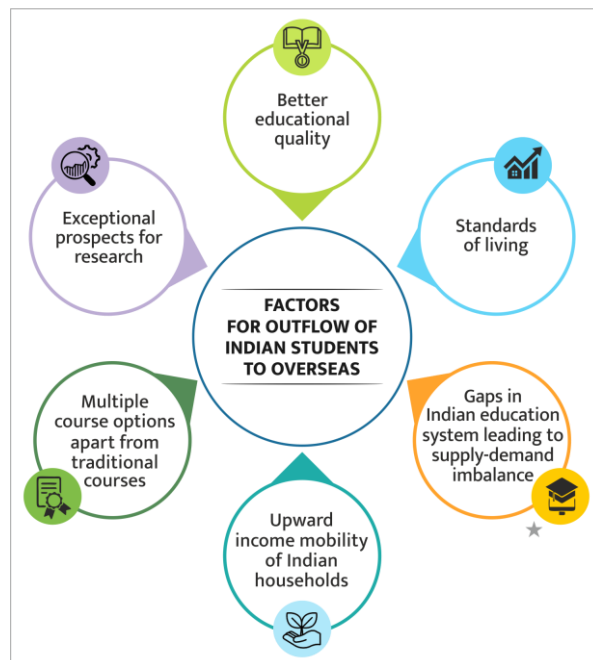 Better
educational
quality
Exceptional
prospects for
research
Standards
of living
FACTORS
FOR OUTFLOW OF
INDIAN STUDENTS
TO OVERSEAS
Multiple
course options
apart from
traditional
courses
Gaps in
Indian education
system leading to
supply-demand
imbalance
Upward
income mobility
of Indian
households